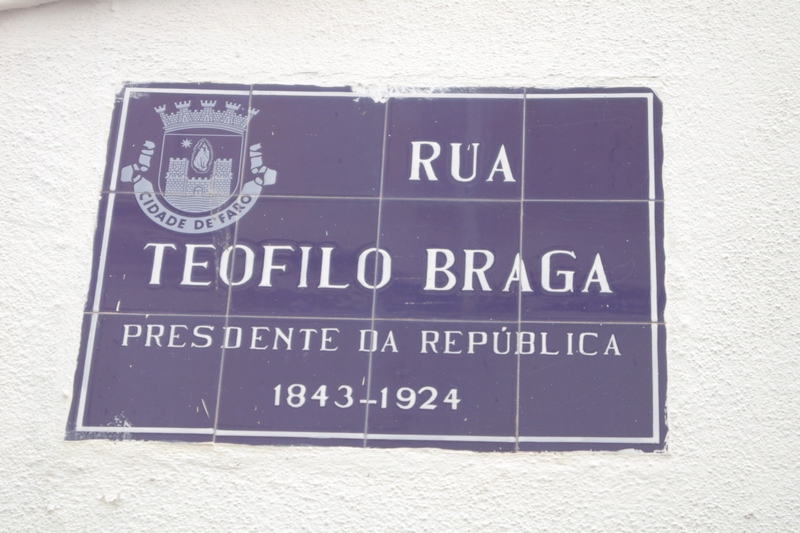 CIDADE DE FARO
RUA
TEOFILO BRAGA
PRESDENTE DA REPÚBLICA
1843-1924